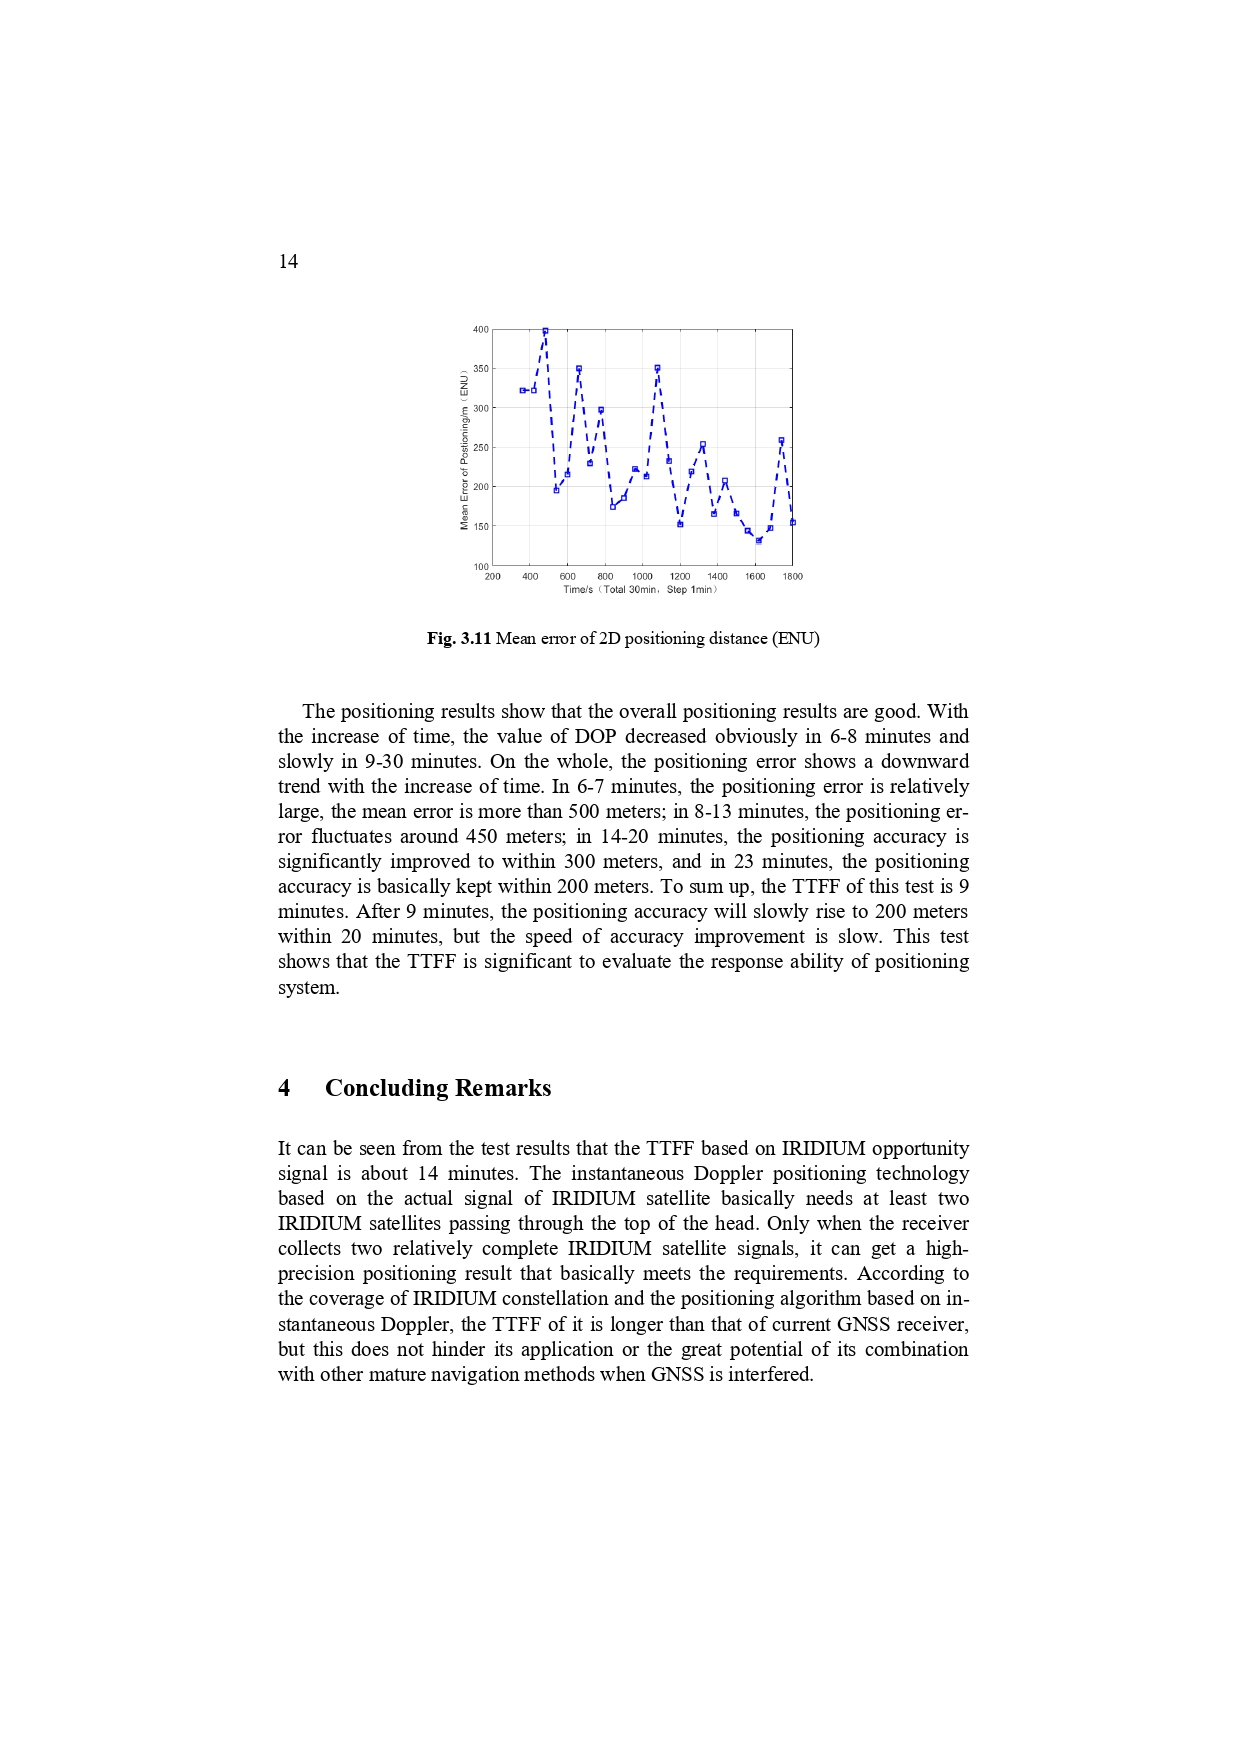 14
400
350
300
250
200
150
100
Mean Error of Postioning/m（ENU）
200 400 600 800 1000 1200 1400 1600 1800
Time/s（Total 30min，Step 1min）
Fig. 3.11 Mean error of 2D positioning distance (ENU)
The positioning results show that the overall positioning results are good. With
the increase of time, the value of DOP decreased obviously in 6-8 minutes and
slowly in 9-30 minutes. On the whole, the positioning error shows a downward
trend with the increase of time. In 6-7 minutes, the positioning error is relatively
large, the mean error is more than 500 meters; in 8-13 minutes, the positioning er-
ror fluctuates around 450 meters; in 14-20 minutes, the positioning accuracy is
significantly improved to within 300 meters, and in 23 minutes, the positioning
accuracy is basically kept within 200 meters. To sum up, the TTFF of this test is 9
minutes. After 9 minutes, the positioning accuracy will slowly rise to 200 meters
within 20 minutes, but the speed of accuracy improvement is slow. This test
shows that the TTFF is significant to evaluate the response ability of positioning
system.
4 Concluding Remarks
It can be seen from the test results that the TTFF based on IRIDIUM opportunity
signal is about 14 minutes. The instantaneous Doppler positioning technology
based on the actual signal of IRIDIUM satellite basically needs at least two
IRIDIUM satellites passing through the top of the head. Only when the receiver
collects two relatively complete IRIDIUM satellite signals, it can get a high-
precision positioning result that basically meets the requirements. According to
the coverage of IRIDIUM constellation and the positioning algorithm based on in-
stantaneous Doppler, the TTFF of it is longer than that of current GNSS receiver,
but this does not hinder its application or the great potential of its combination
with other mature navigation methods when GNSS is interfered.